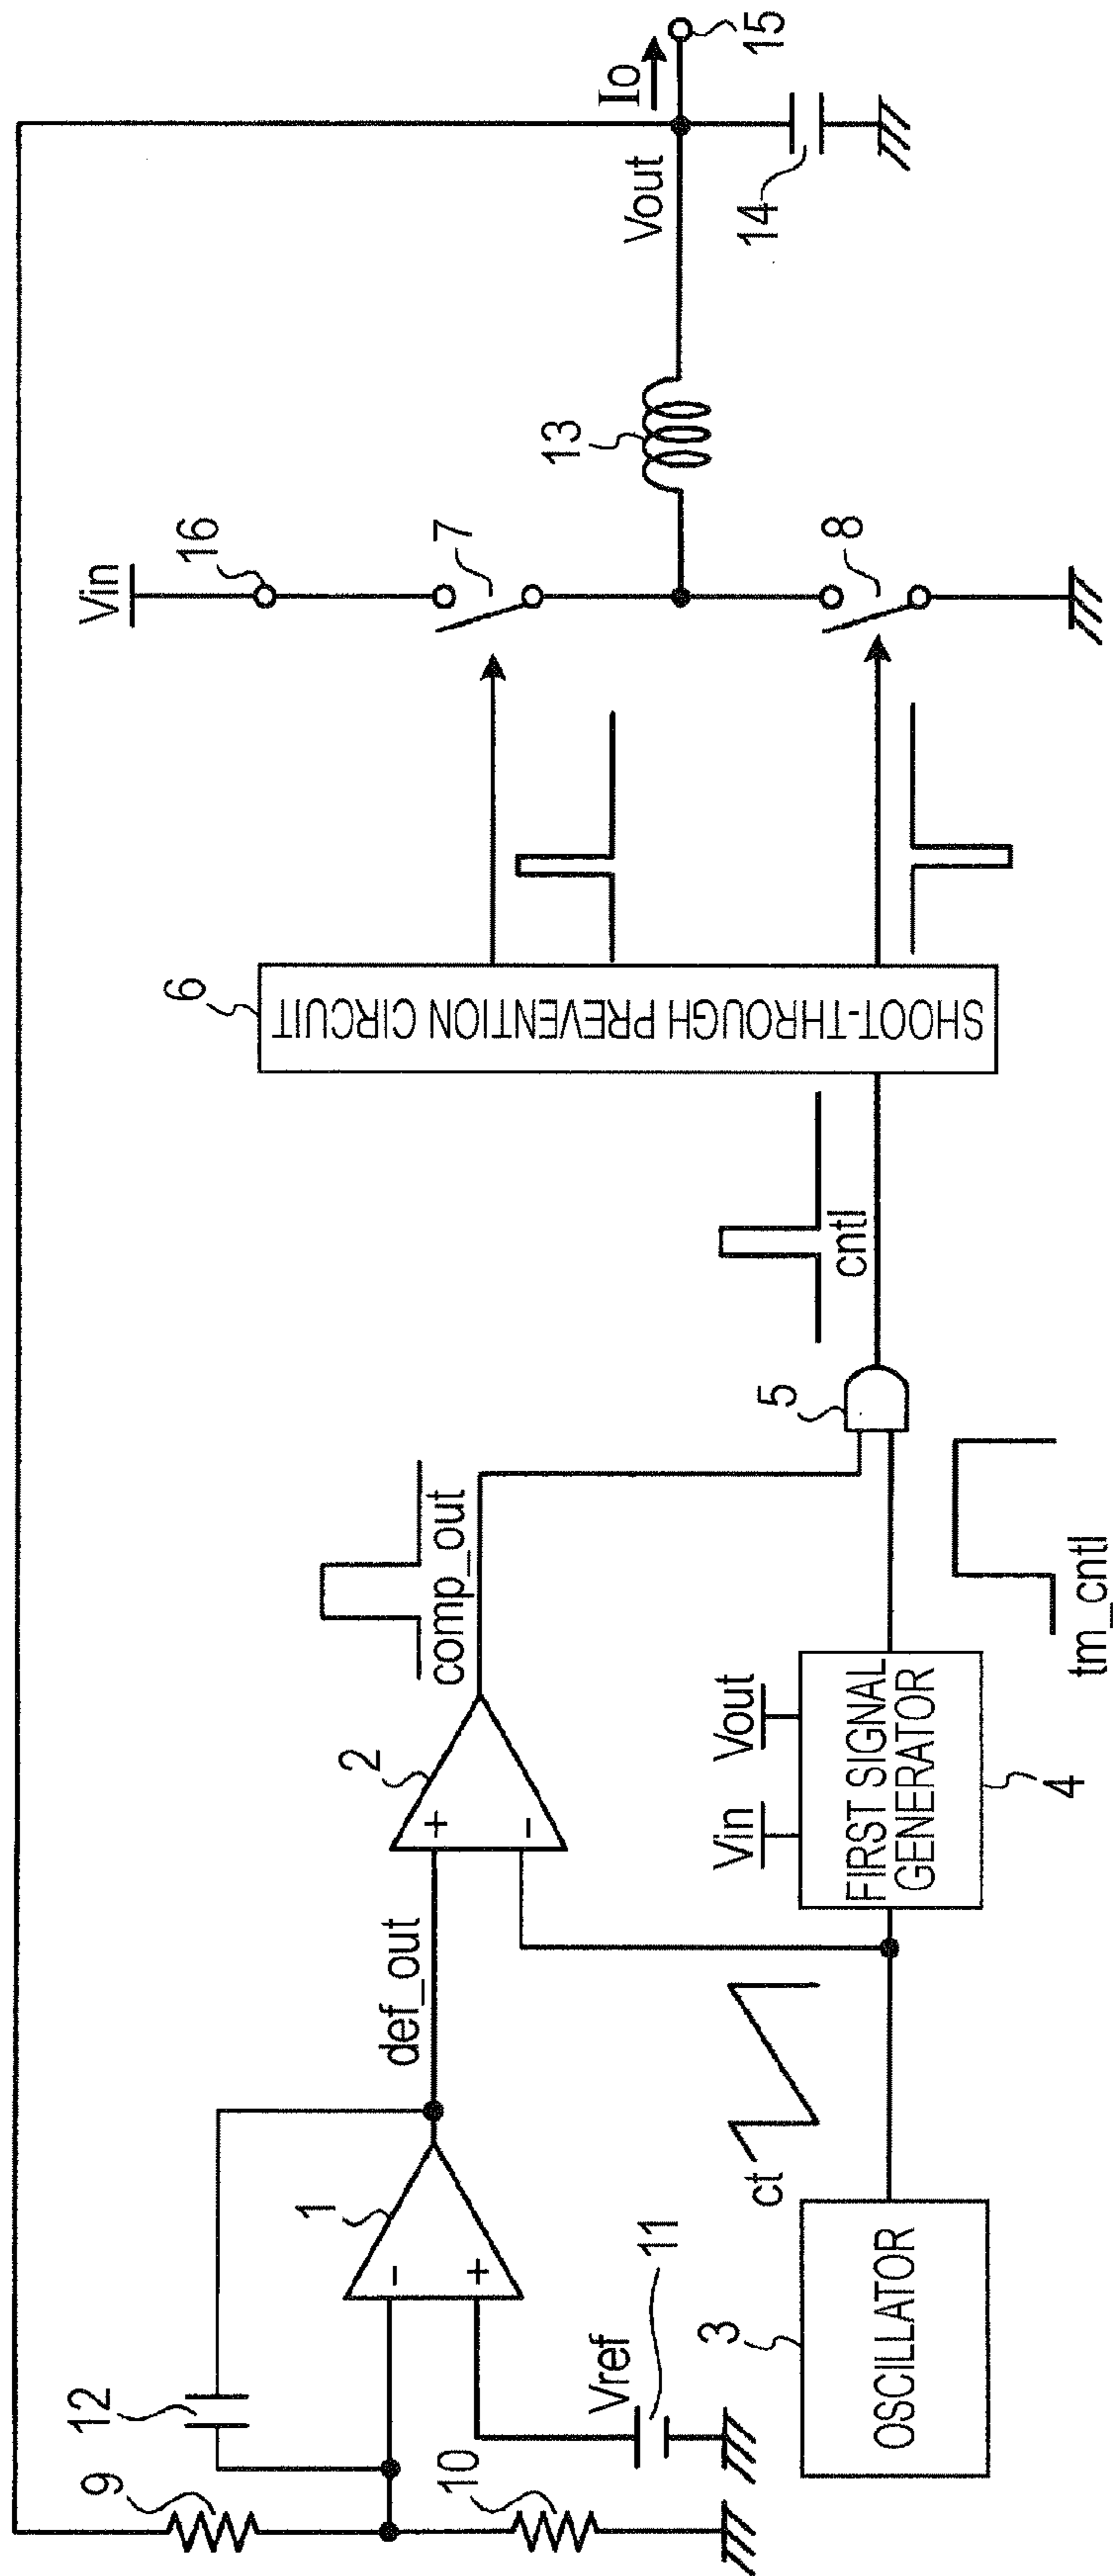 9
12
10
Vref
11
1
def_out
2
comp_out
OSCILLATOR
3
ct
Vin
Vout
FIRST SIGNAL
GENERATOR
4
tm_cntl
5
cntl
6
SHOOT-THROUGH PREVENTION CIRCUIT
Vin
16
7
8
13
Vout
14
Io
15
-
+
+
-